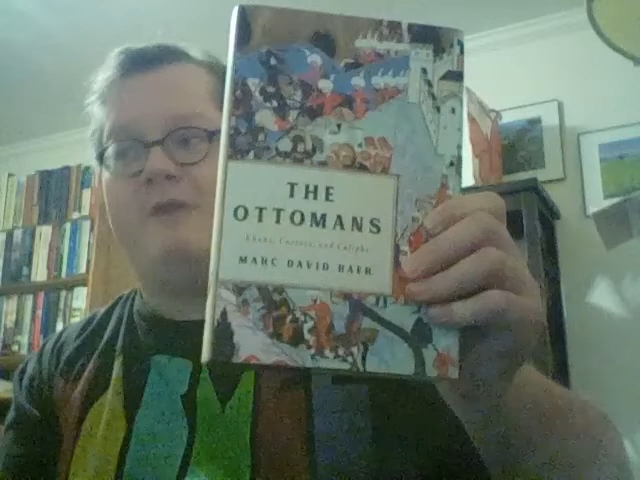 THE
OTTOMANS
Khans, Caesars, and Caliphs
MARC DAVID BAER